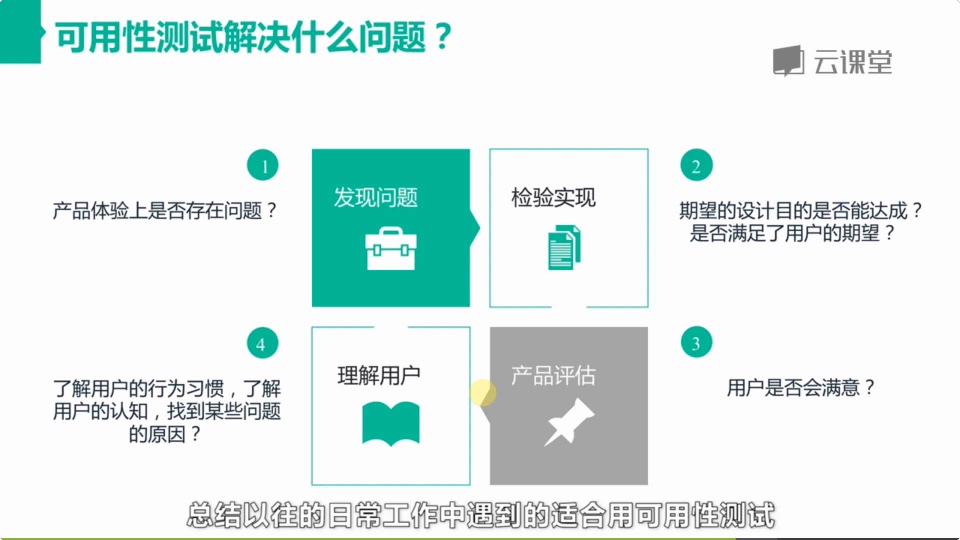 可用性测试解决什么问题？
云课堂
1
产品体验上是否存在问题？
发现问题
检验实现
2
期望的设计目的是否能达成？
是否满足了用户的期望？
4
了解用户的行为习惯，了解
用户的认知，找到某些问题
的原因？
理解用户
产品评估
3
用户是否会满意？
总结以往的日常工作中遇到的适合用可用性测试